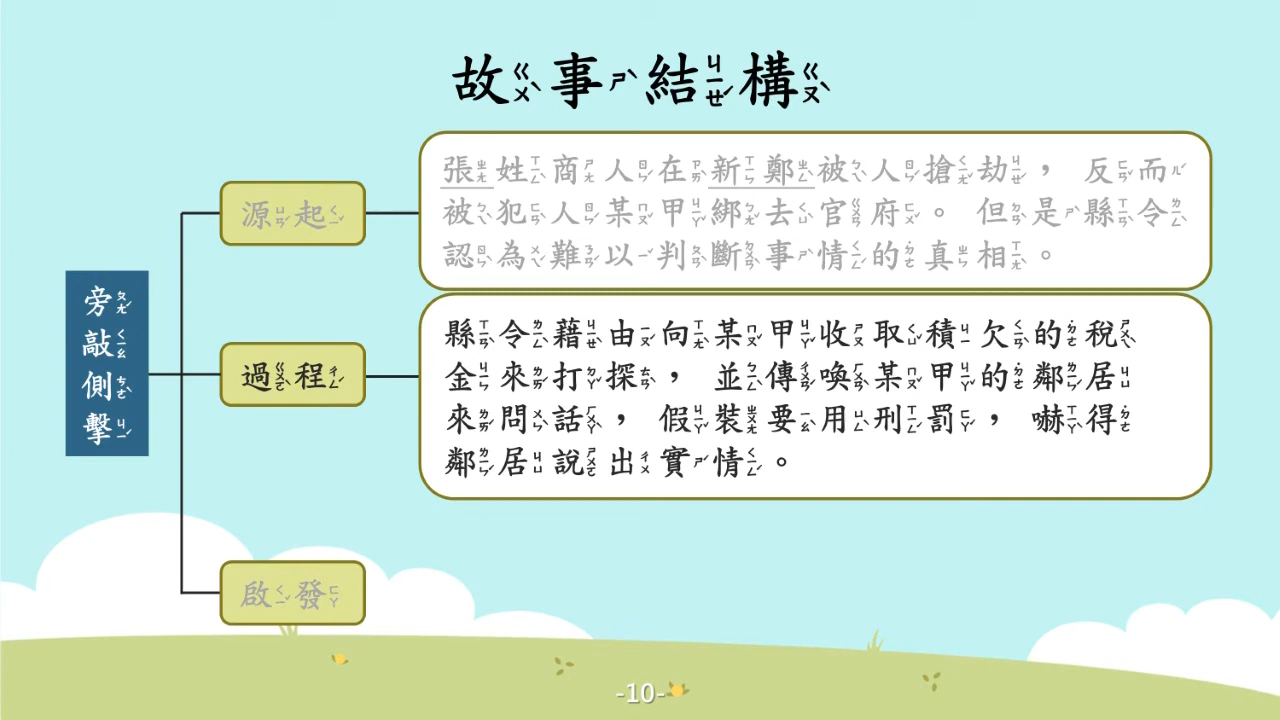 故事結構
旁敲側擊
源起
張姓商人在新鄭被人搶劫，反而
被犯人某甲綁去官府。但是縣令
認為難以判斷事情的真相。
過程
縣令藉由向某甲收取積欠的稅
金來打探，並傳喚某甲的鄰居
來問話，假裝要用刑罰，嚇得
鄰居說出實情。
啟發
-10-